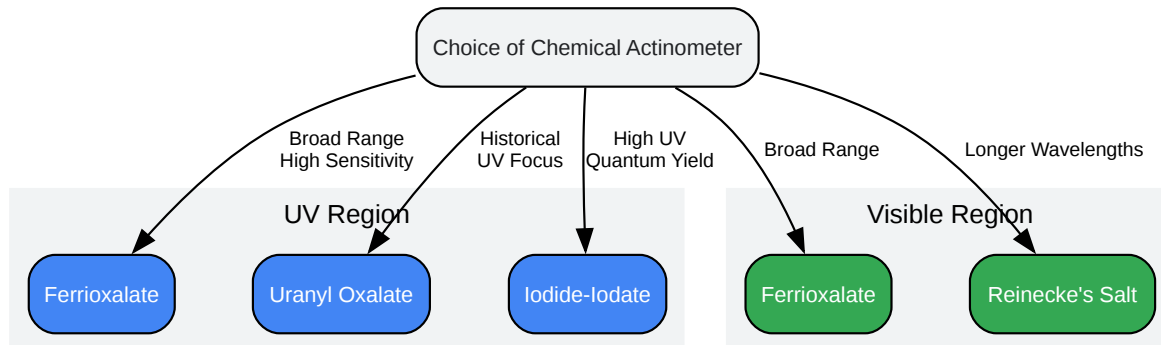 Choice of Chemical Actinometer
Broad Range
High Sensitivity
Historical
UV Focus
High UV
Quantum Yield
Broad Range
Longer Wavelengths
UV Region
Visible Region
Ferrioxalate
Uranyl Oxalate
Iodide-Iodate
Ferrioxalate
Reinecke's Salt